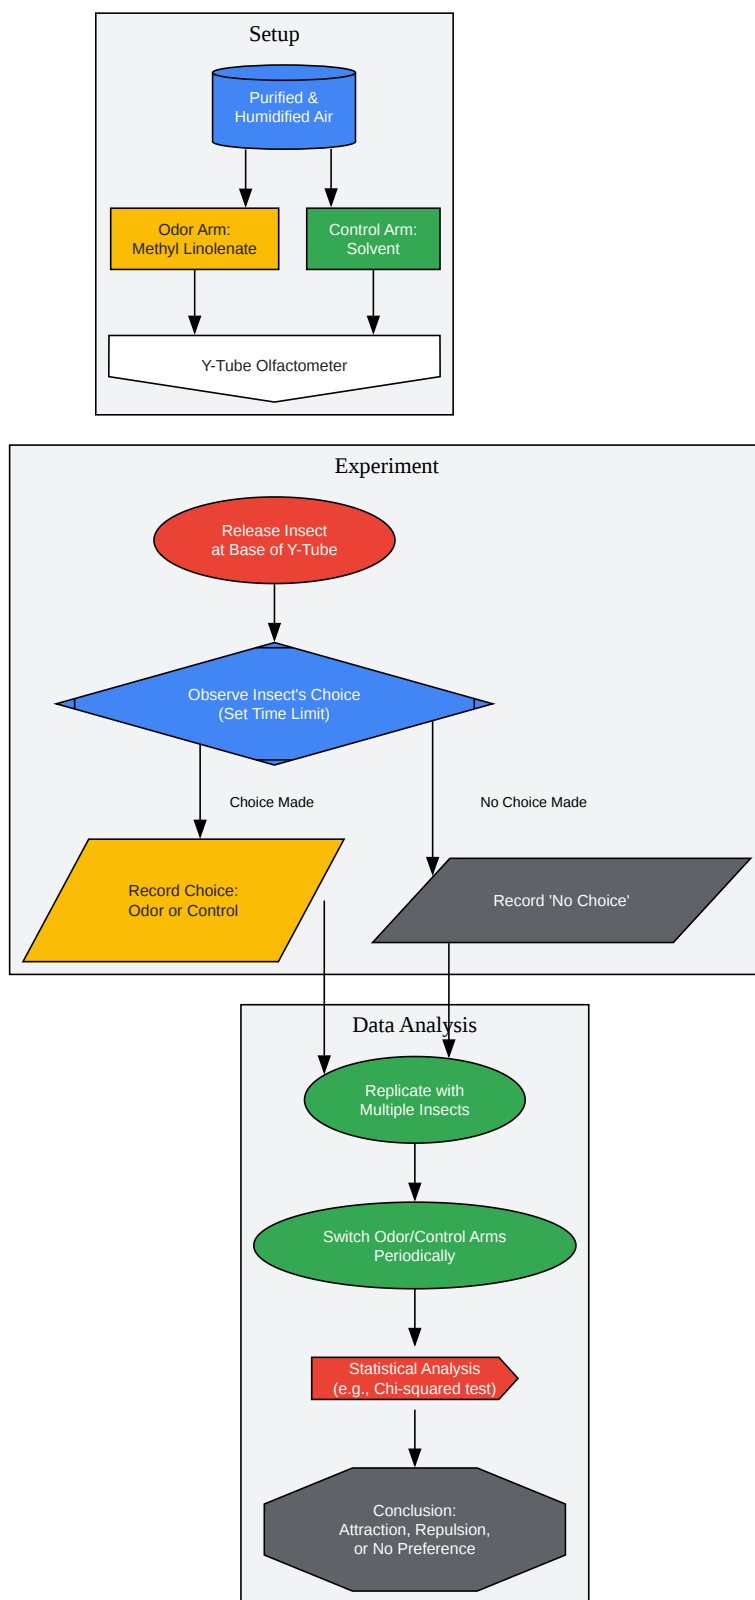 Setup
Purified &
Humidified Air
Odor Arm:
Methyl Linolenate
Control Arm:
Solvent
Y-Tube Olfactometer
Experiment
Release Insect
at Base of Y-Tube
Observe Insect's Choice
(Set Time Limit)
Choice Made
No Choice Made
Record Choice:
Odor or Control
Record 'No Choice'
Data Analysis
Replicate with
Multiple Insects
Switch Odor/Control Arms
Periodically
Statistical Analysis
(e.g., Chi-squared test)
Conclusion:
Attraction, Repulsion,
or No Preference